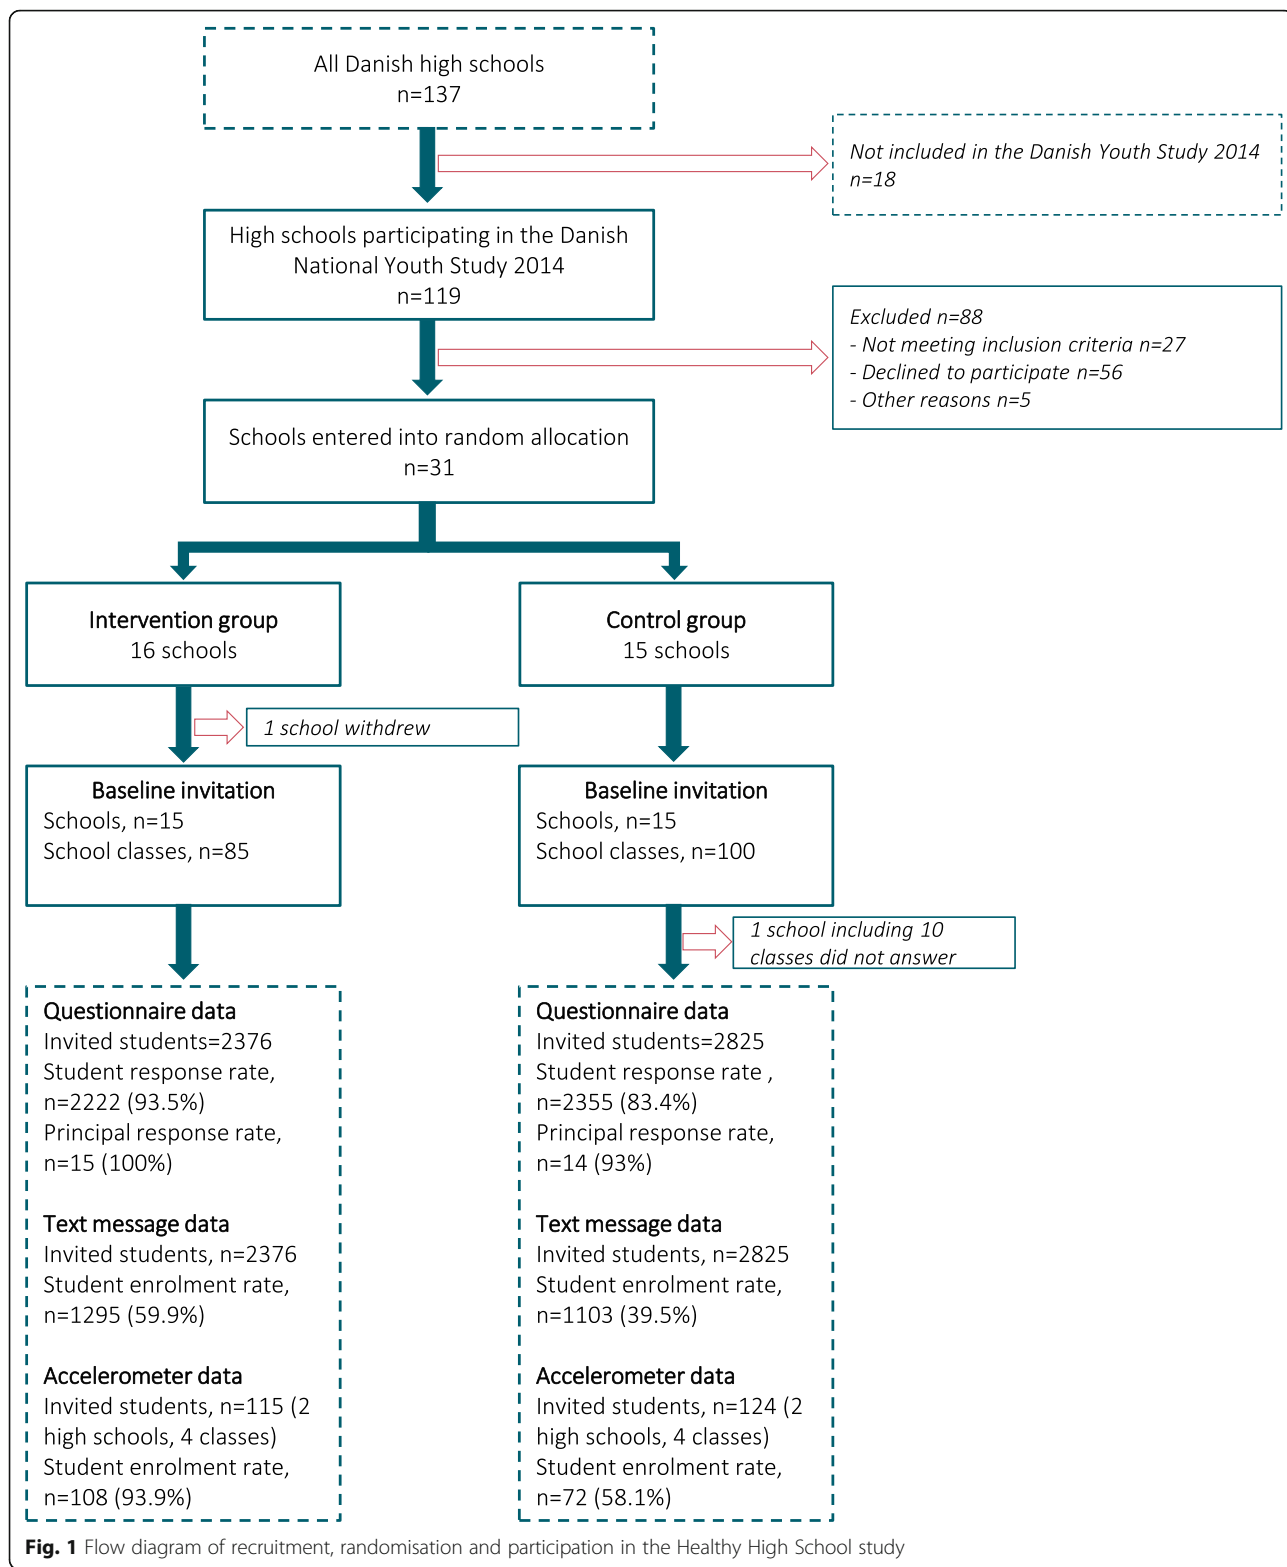 All Danish high schools
n=137
Not included in the Danish Youth Study 2014
n=18
High schools participating in the Danish
National Youth Study 2014
n=119
Excluded n=88
- Not meeting inclusion criteria n=27
- Declined to participate n=56
- Other reasons n=5
Schools entered into random allocation
n=31
Intervention group
16 schools
Control group
15 schools
1 school withdrew
Baseline invitation
Schools, n=15
School classes, n=85
Baseline invitation
Schools, n=15
School classes, n=100
1 school including 10
classes did not answer
Questionnaire data
Invited students=2376
Student response rate,
n=2222 (93.5%)
Principal response rate,
n=15 (100%)
Text message data
Invited students, n=2376
Student enrolment rate,
n=1295 (59.9%)
Accelerometer data
Invited students, n=115 (2
high schools, 4 classes)
Student enrolment rate,
n=108 (93.9%)
Questionnaire data
Invited students=2825
Student response rate ,
n=2355 (83.4%)
Principal response rate,
n=14 (93%)
Text message data
Invited students, n=2825
Student enrolment rate,
n=1103 (39.5%)
Accelerometer data
Invited students, n=124 (2
high schools, 4 classes)
Student enrolment rate,
n=72 (58.1%)
Fig. 1 Flow diagram of recruitment, randomisation and participation in the Healthy High School study